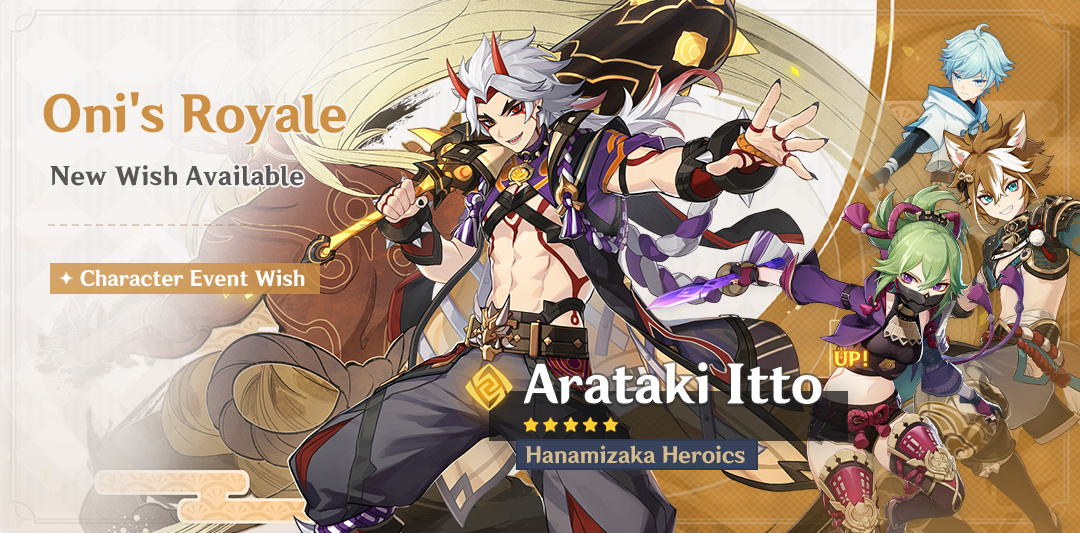 Oni's Royale
New Wish Available
Character Event Wish
UP!
Arataki Itto
Hanamizaka Heroics